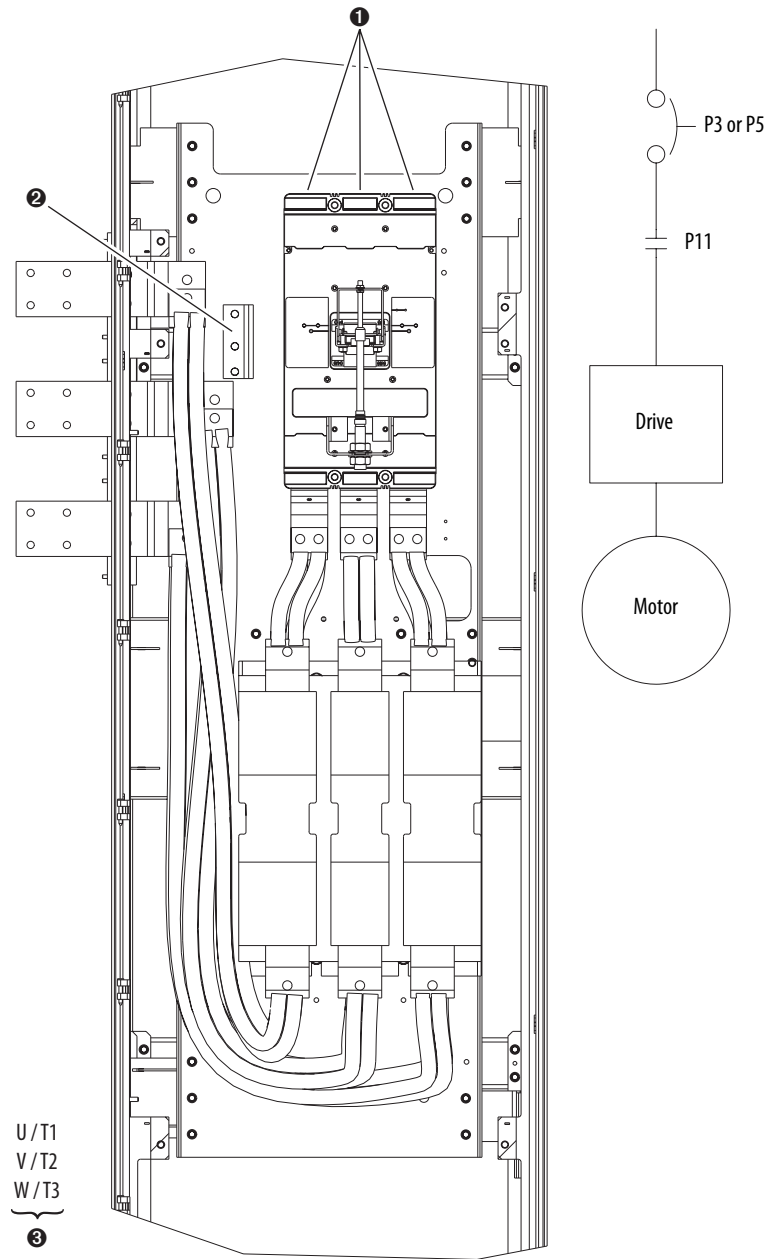 ❶
❷
P3 or P5
P11
Drive
Motor
U / T1
V / T2
W / T3
❸